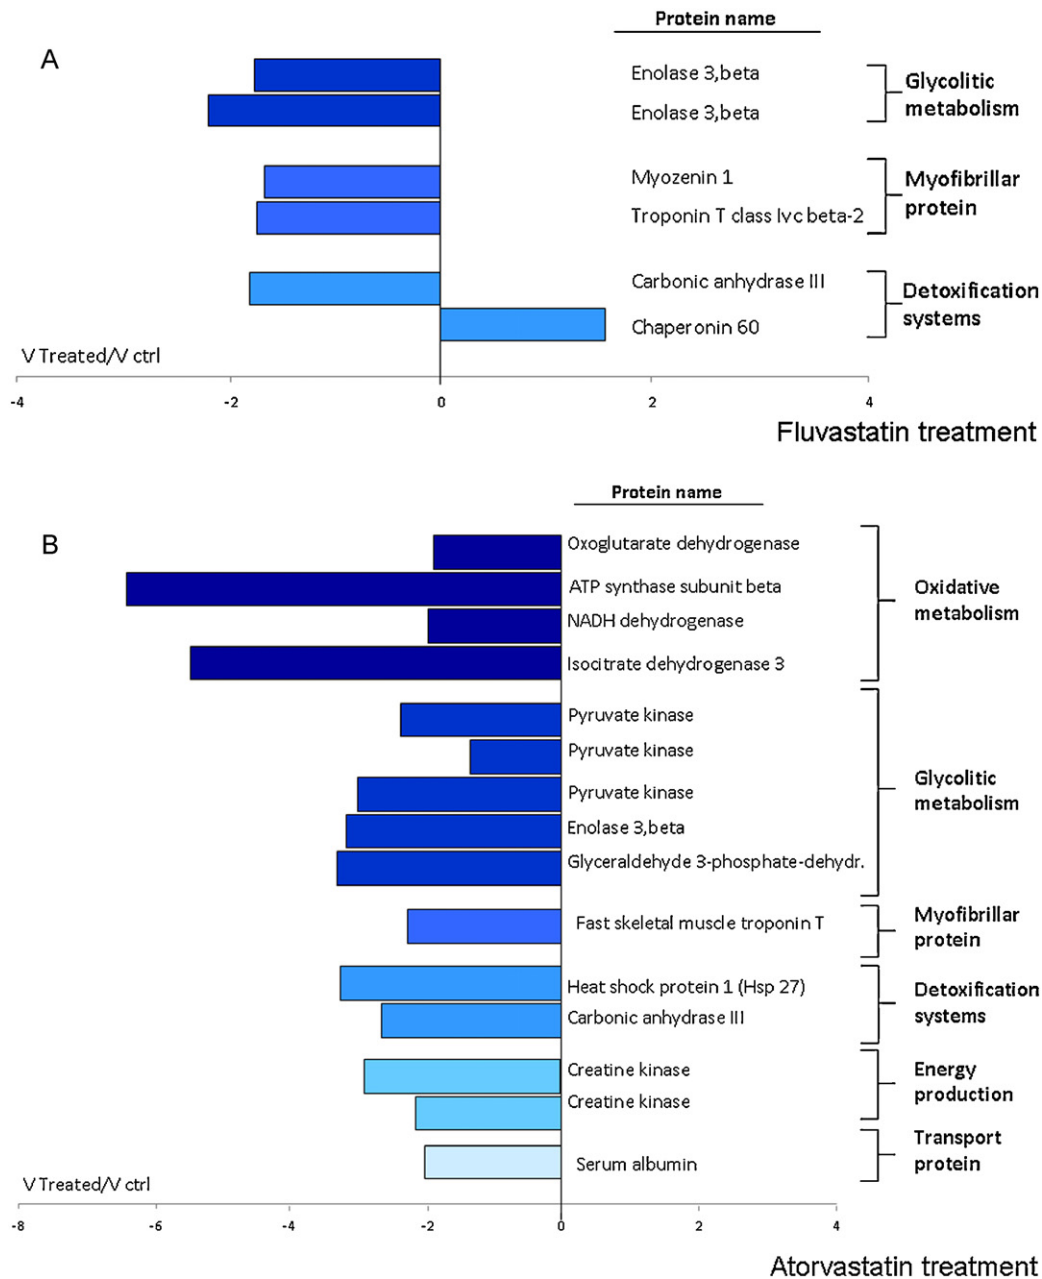 Protein name
A
Enolase 3,beta
Enolase 3,beta
Glycolitic
metabolism
Myozenin 1
Troponin T class Ivc beta-2
Myofibrillar
protein
Carbonic anhydrase III
Chaperonin 60
Detoxification
systems
V Treated/V ctrl
-4 -2 0 2 4
Fluvastatin treatment
Protein name
B
Oxoglutarate dehydrogenase
ATP synthase subunit beta
NADH dehydrogenase
Isocitrate dehydrogenase 3
Oxidative
metabolism
Pyruvate kinase
Pyruvate kinase
Pyruvate kinase
Enolase 3,beta
Glyceraldehyde 3-phosphate-dehydr.
Glycolitic
metabolism
Fast skeletal muscle troponin T
Myofibrillar
protein
Heat shock protein 1 (Hsp 27)
Carbonic anhydrase III
Detoxification
systems
Creatine kinase
Creatine kinase
Energy
production
Serum albumin
Transport
protein
V Treated/V ctrl
-8 -6 -4 -2 0 2 4
Atorvastatin treatment